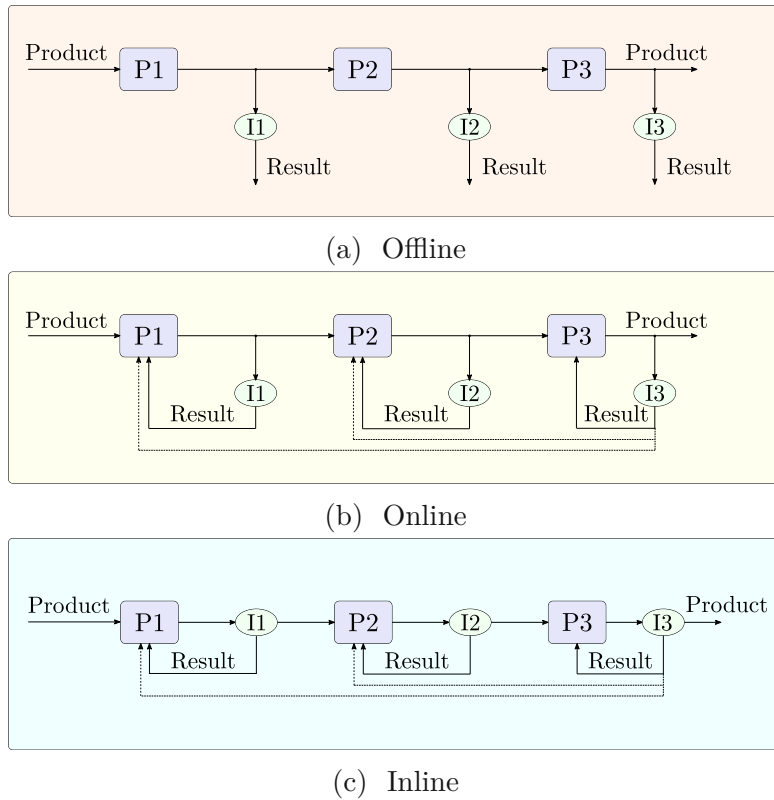 Product P1 P2 P3 Product
I1 I2 I3
Result Result Result
(a) Offline
Product P1 P2 P3 Product
I1 I2 I3
Result Result Result
(b) Online
Product P1 I1 P2 I2 P3 I3 Product
Result Result Result
(c) Inline